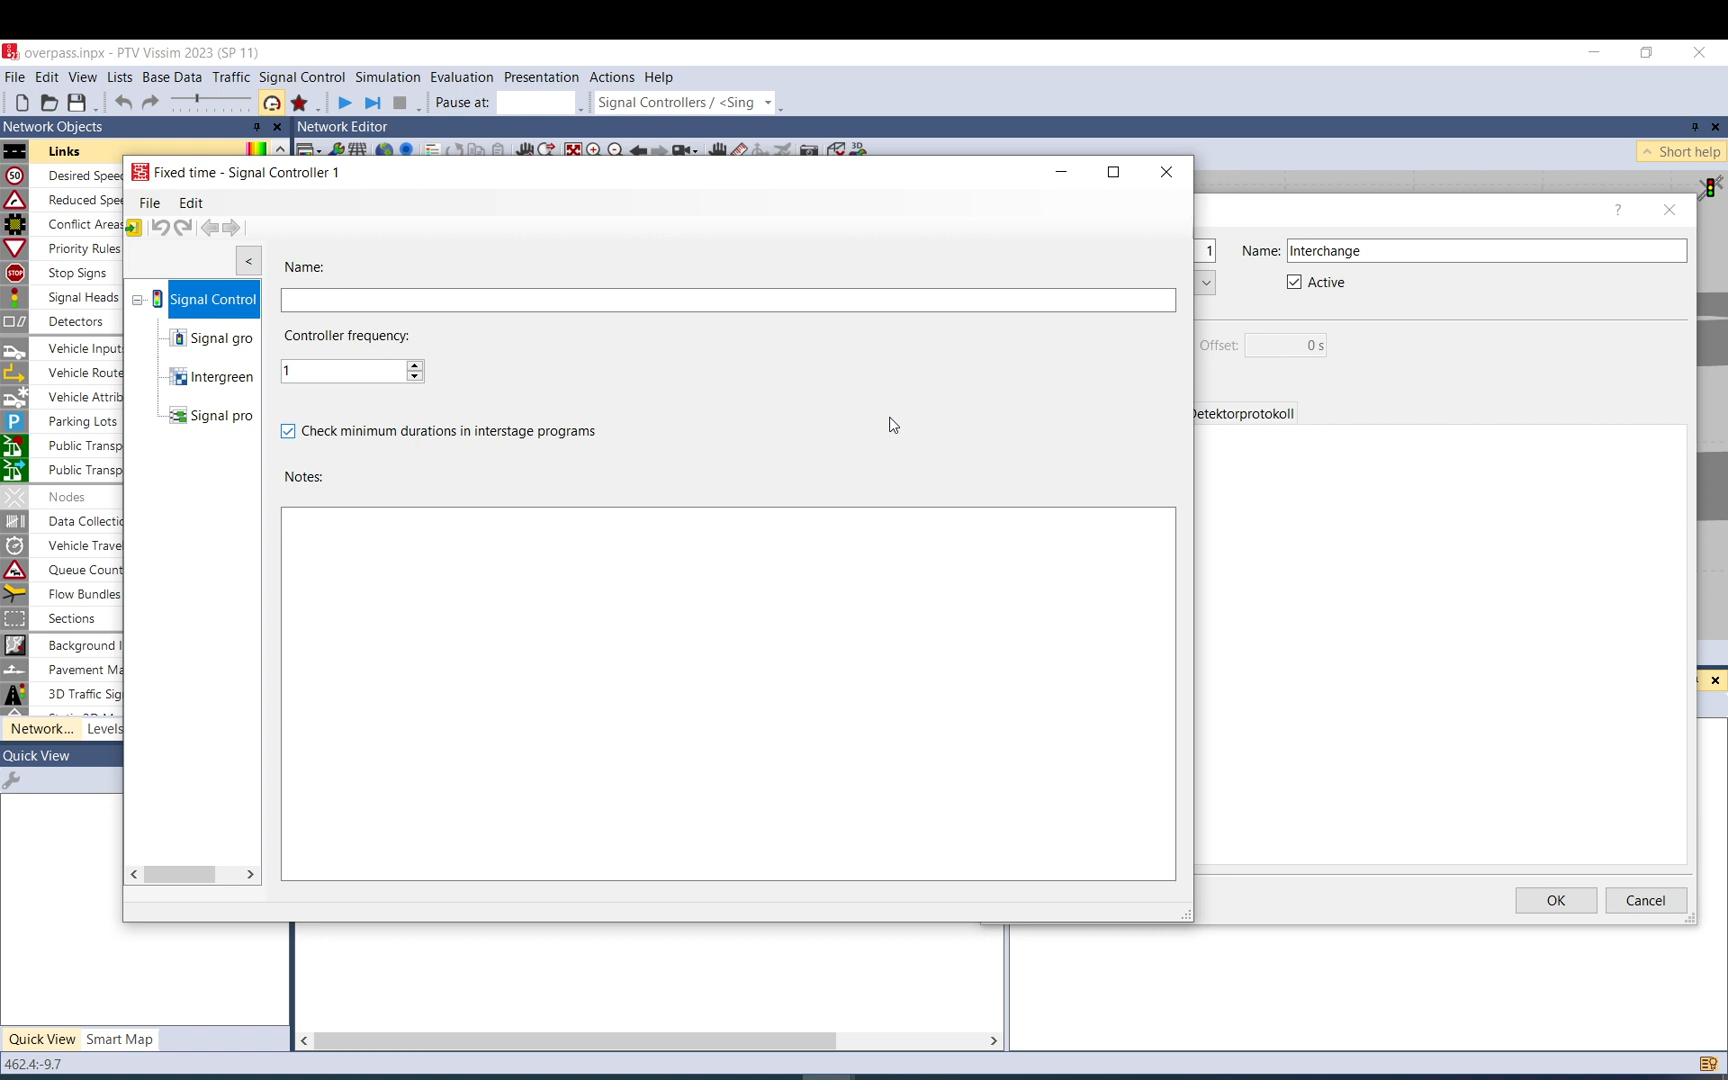 overpass.inpx - PTV Vissim 2023 (SP 11)
File Edit View Lists Base Data Traffic Signal Control Simulation Evaluation Presentation Actions Help
Pause at: Signal Controllers / <Sing
Network Objects
Network Editor
Links
Short help
Fixed time - Signal Controller 1
50 Desired Speed
Reduced Spe
File Edit
?
Conflict Areas
Priority Rules
1 Name: Interchange
<
Name:
STOP Stop Signs
Active
Signal Heads
Signal Control
Detectors
Controller frequency:
Signal gro
Offset: 0 s
Vehicle Input
1
Vehicle Route
Intergreen
Vehicle Attrib
Signal pro
Detektorprotokoll
P Parking Lots
Check minimum durations in interstage programs
Public Transp
Public Transp
Notes:
Nodes
Data Collectio
Vehicle Travel
Queue Count
Flow Bundles
Sections
Background I
Pavement Ma
3D Traffic Sig
Network... Levels
Quick View
OK Cancel
Quick View Smart Map
462.4:-9.7